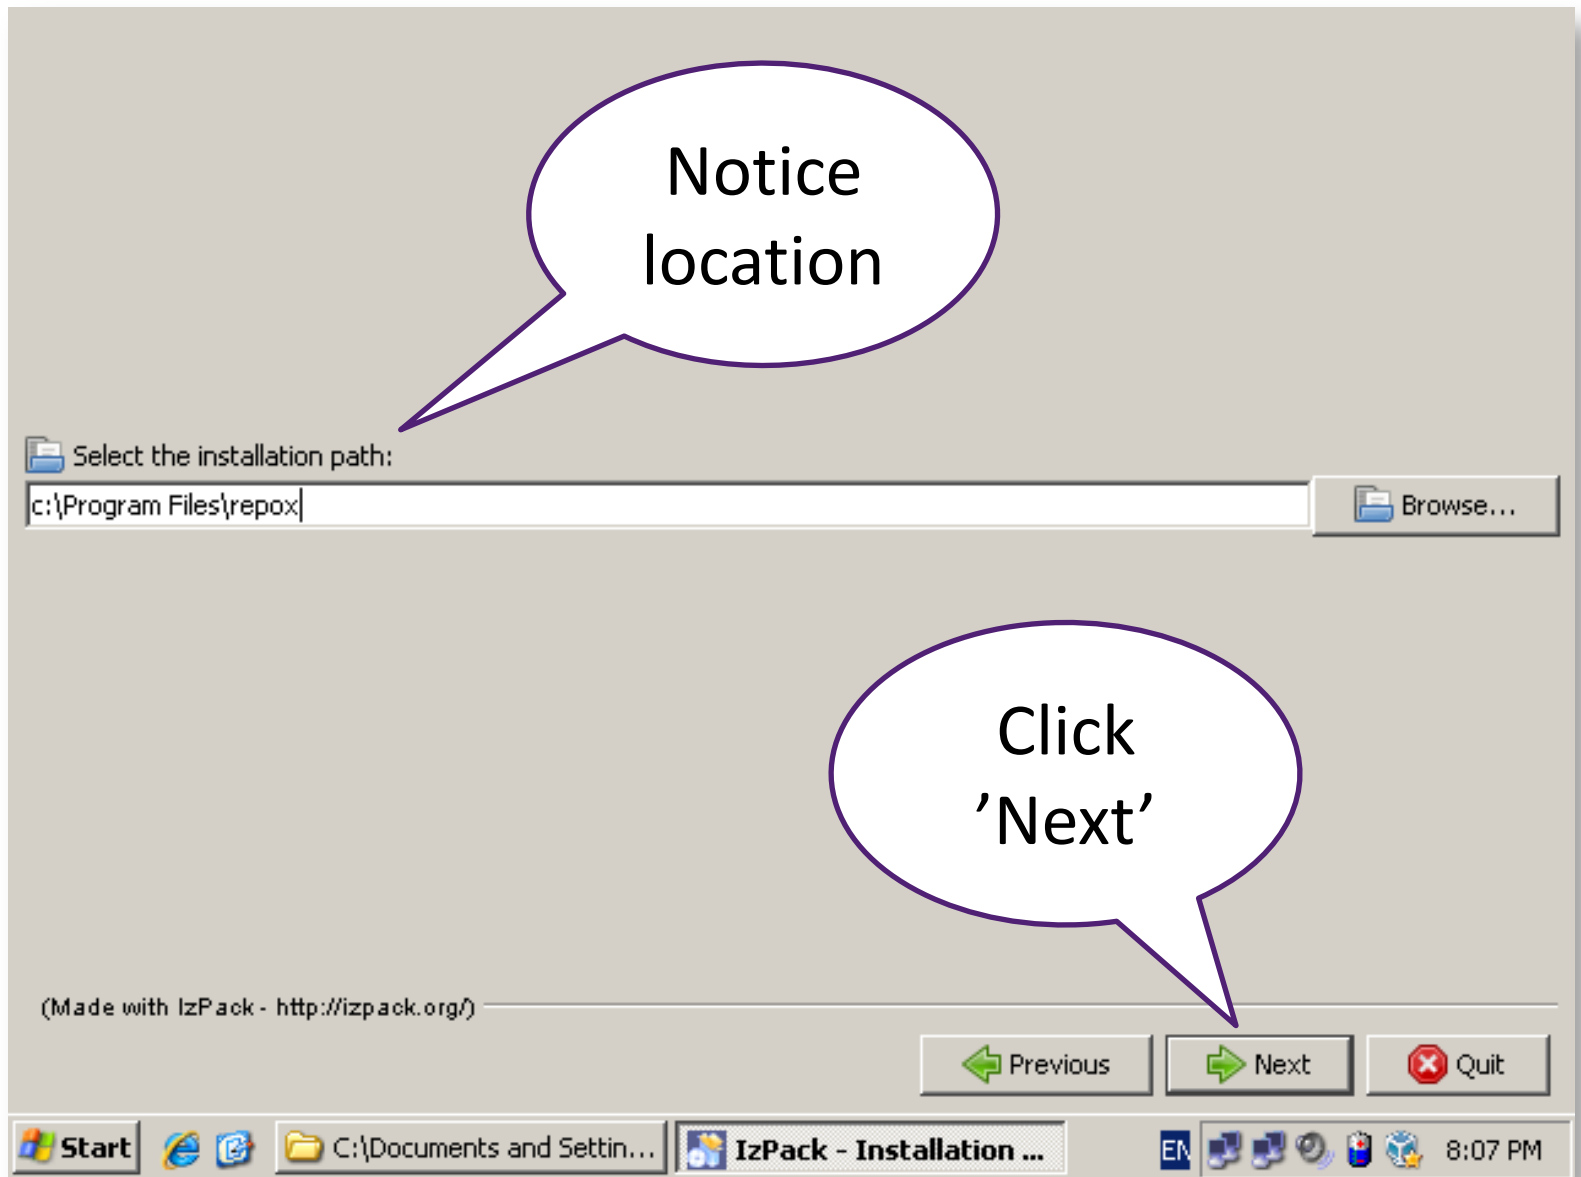 Notice
location
Select the installation path:
c:\Program Files\repox
Browse...
Click
’Next’
(Made with IzPack - http://izpack.org/)
Previous
Next
Quit
Start
C:\Documents and Settin...
IzPack - Installation ...
EN
8:07 PM